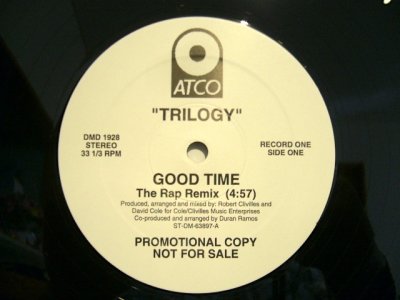 ATCO
"TRILOGY"
DMD 1928
STEREO
33 1/3 RPM
RECORD ONE
SIDE ONE
GOOD TIME
The Rap Remix (4:57)
Produced, arranged and mixed by: Robert Clivilles and
David Cole for Cole/Clivilles Music Enterprises
Co-produced and arranged by Duran Ramos
ST-DM-63897-A
PROMOTIONAL COPY
NOT FOR SALE